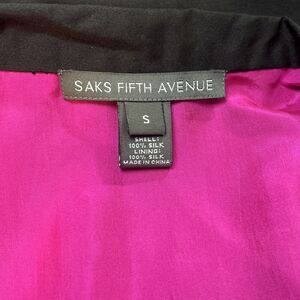 SAKS FIFTH AVENUE
S
SHELL:
100% SILK
LINING:
100% SILK
MADE IN CHINA